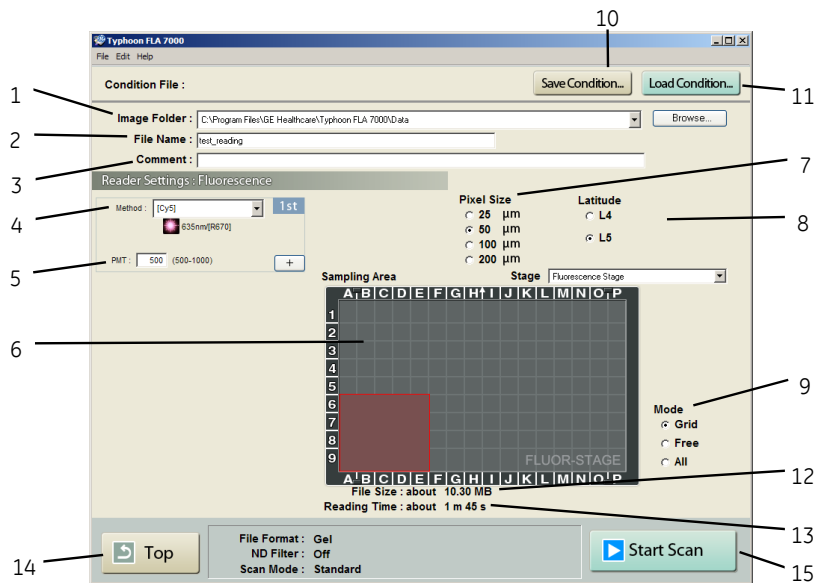 10
Typhoon FLA 7000
File Edit Help
Condition File :
Save Condition...
Load Condition...
11
1
Image Folder : C:\Program Files\GE Healthcare\Typhoon FLA 7000\Data
Browse...
2
File Name : test_reading
3
Comment :
Reader Settings : Fluorescence
7
4
Method : [Cy5]
1st
635nm/[R670]
Pixel Size
25 µm
50 µm
100 µm
200 µm
Latitude
L4
L5
8
5
PMT : 500 (500-1000)
+
Sampling Area
Stage Fluorescence Stage
A B C D E F G H I J K L M N O P
1
2
3
4
5
6
7
8
9
6
FLUOR-STAGE
A B C D E F G H I J K L M N O P
9
Mode
Grid
Free
All
File Size : about 10.30 MB
12
Reading Time : about 1 m 45 s
13
14
Top
File Format : Gel
ND Filter : Off
Scan Mode : Standard
Start Scan
15